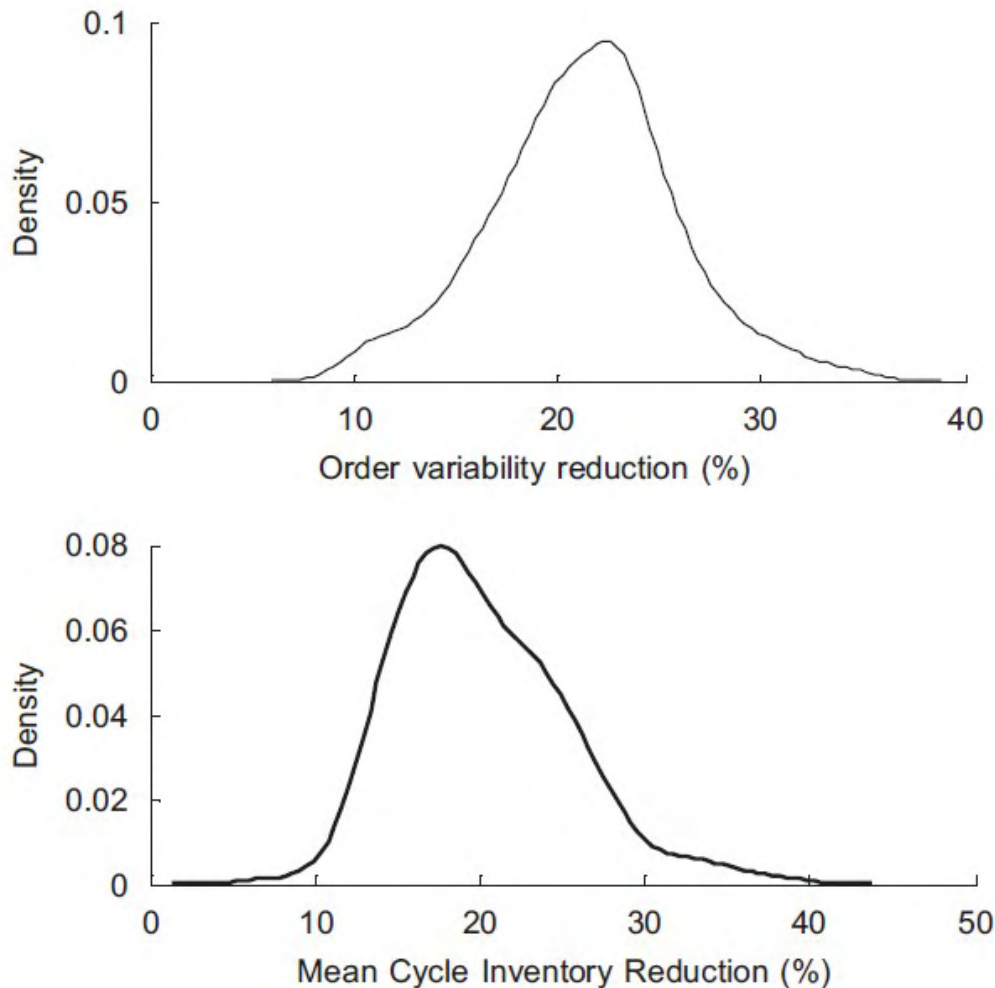 0.1
0.05
0
Density
0 10 20 30 40
Order variability reduction (%)
0.08
0.06
0.04
0.02
0
Density
0 10 20 30 40 50
Mean Cycle Inventory Reduction (%)